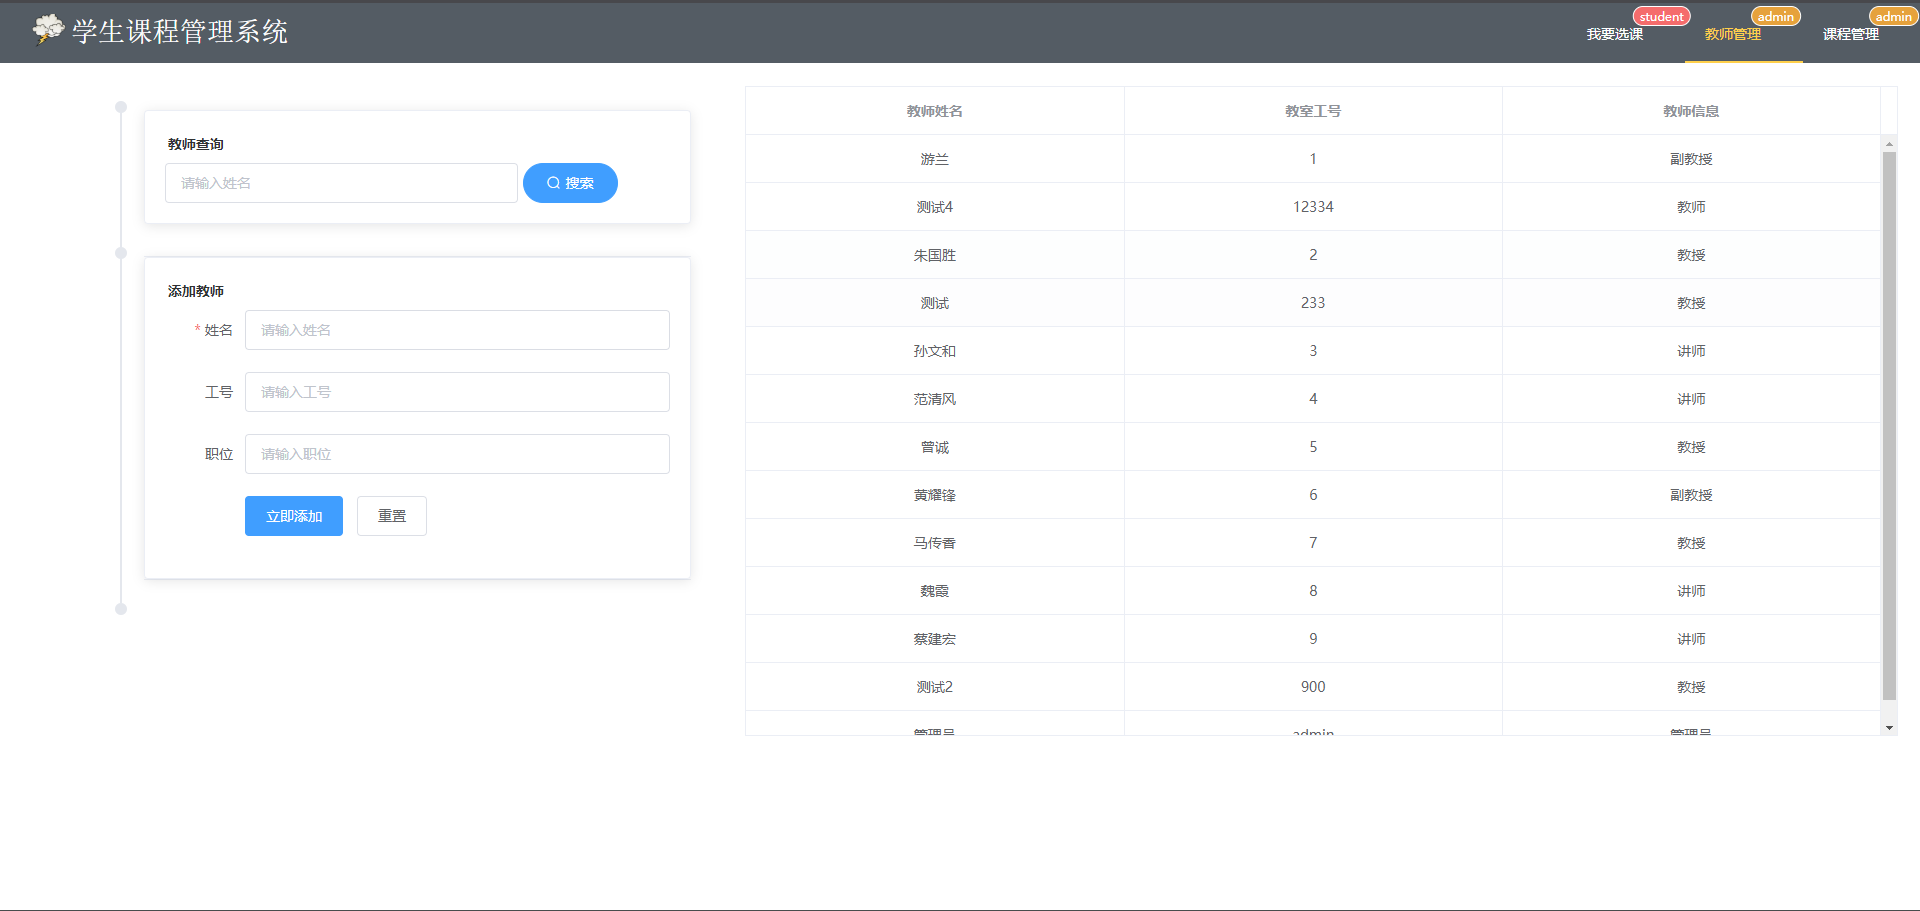 学生课程管理系统
我要选课 student
教师管理 admin
课程管理 admin
教师查询
请输入姓名
搜索
添加教师
* 姓名 请输入姓名
工号 请输入工号
职位 请输入职位
立即添加 重置
教师姓名 教室工号 教师信息
游兰 1 副教授
测试4 12334 教师
朱国胜 2 教授
测试 233 教授
孙文和 3 讲师
范清风 4 讲师
曾诚 5 教授
黄耀锋 6 副教授
马传香 7 教授
魏霞 8 讲师
蔡建宏 9 讲师
测试2 900 教授
管理员 admin 管理员